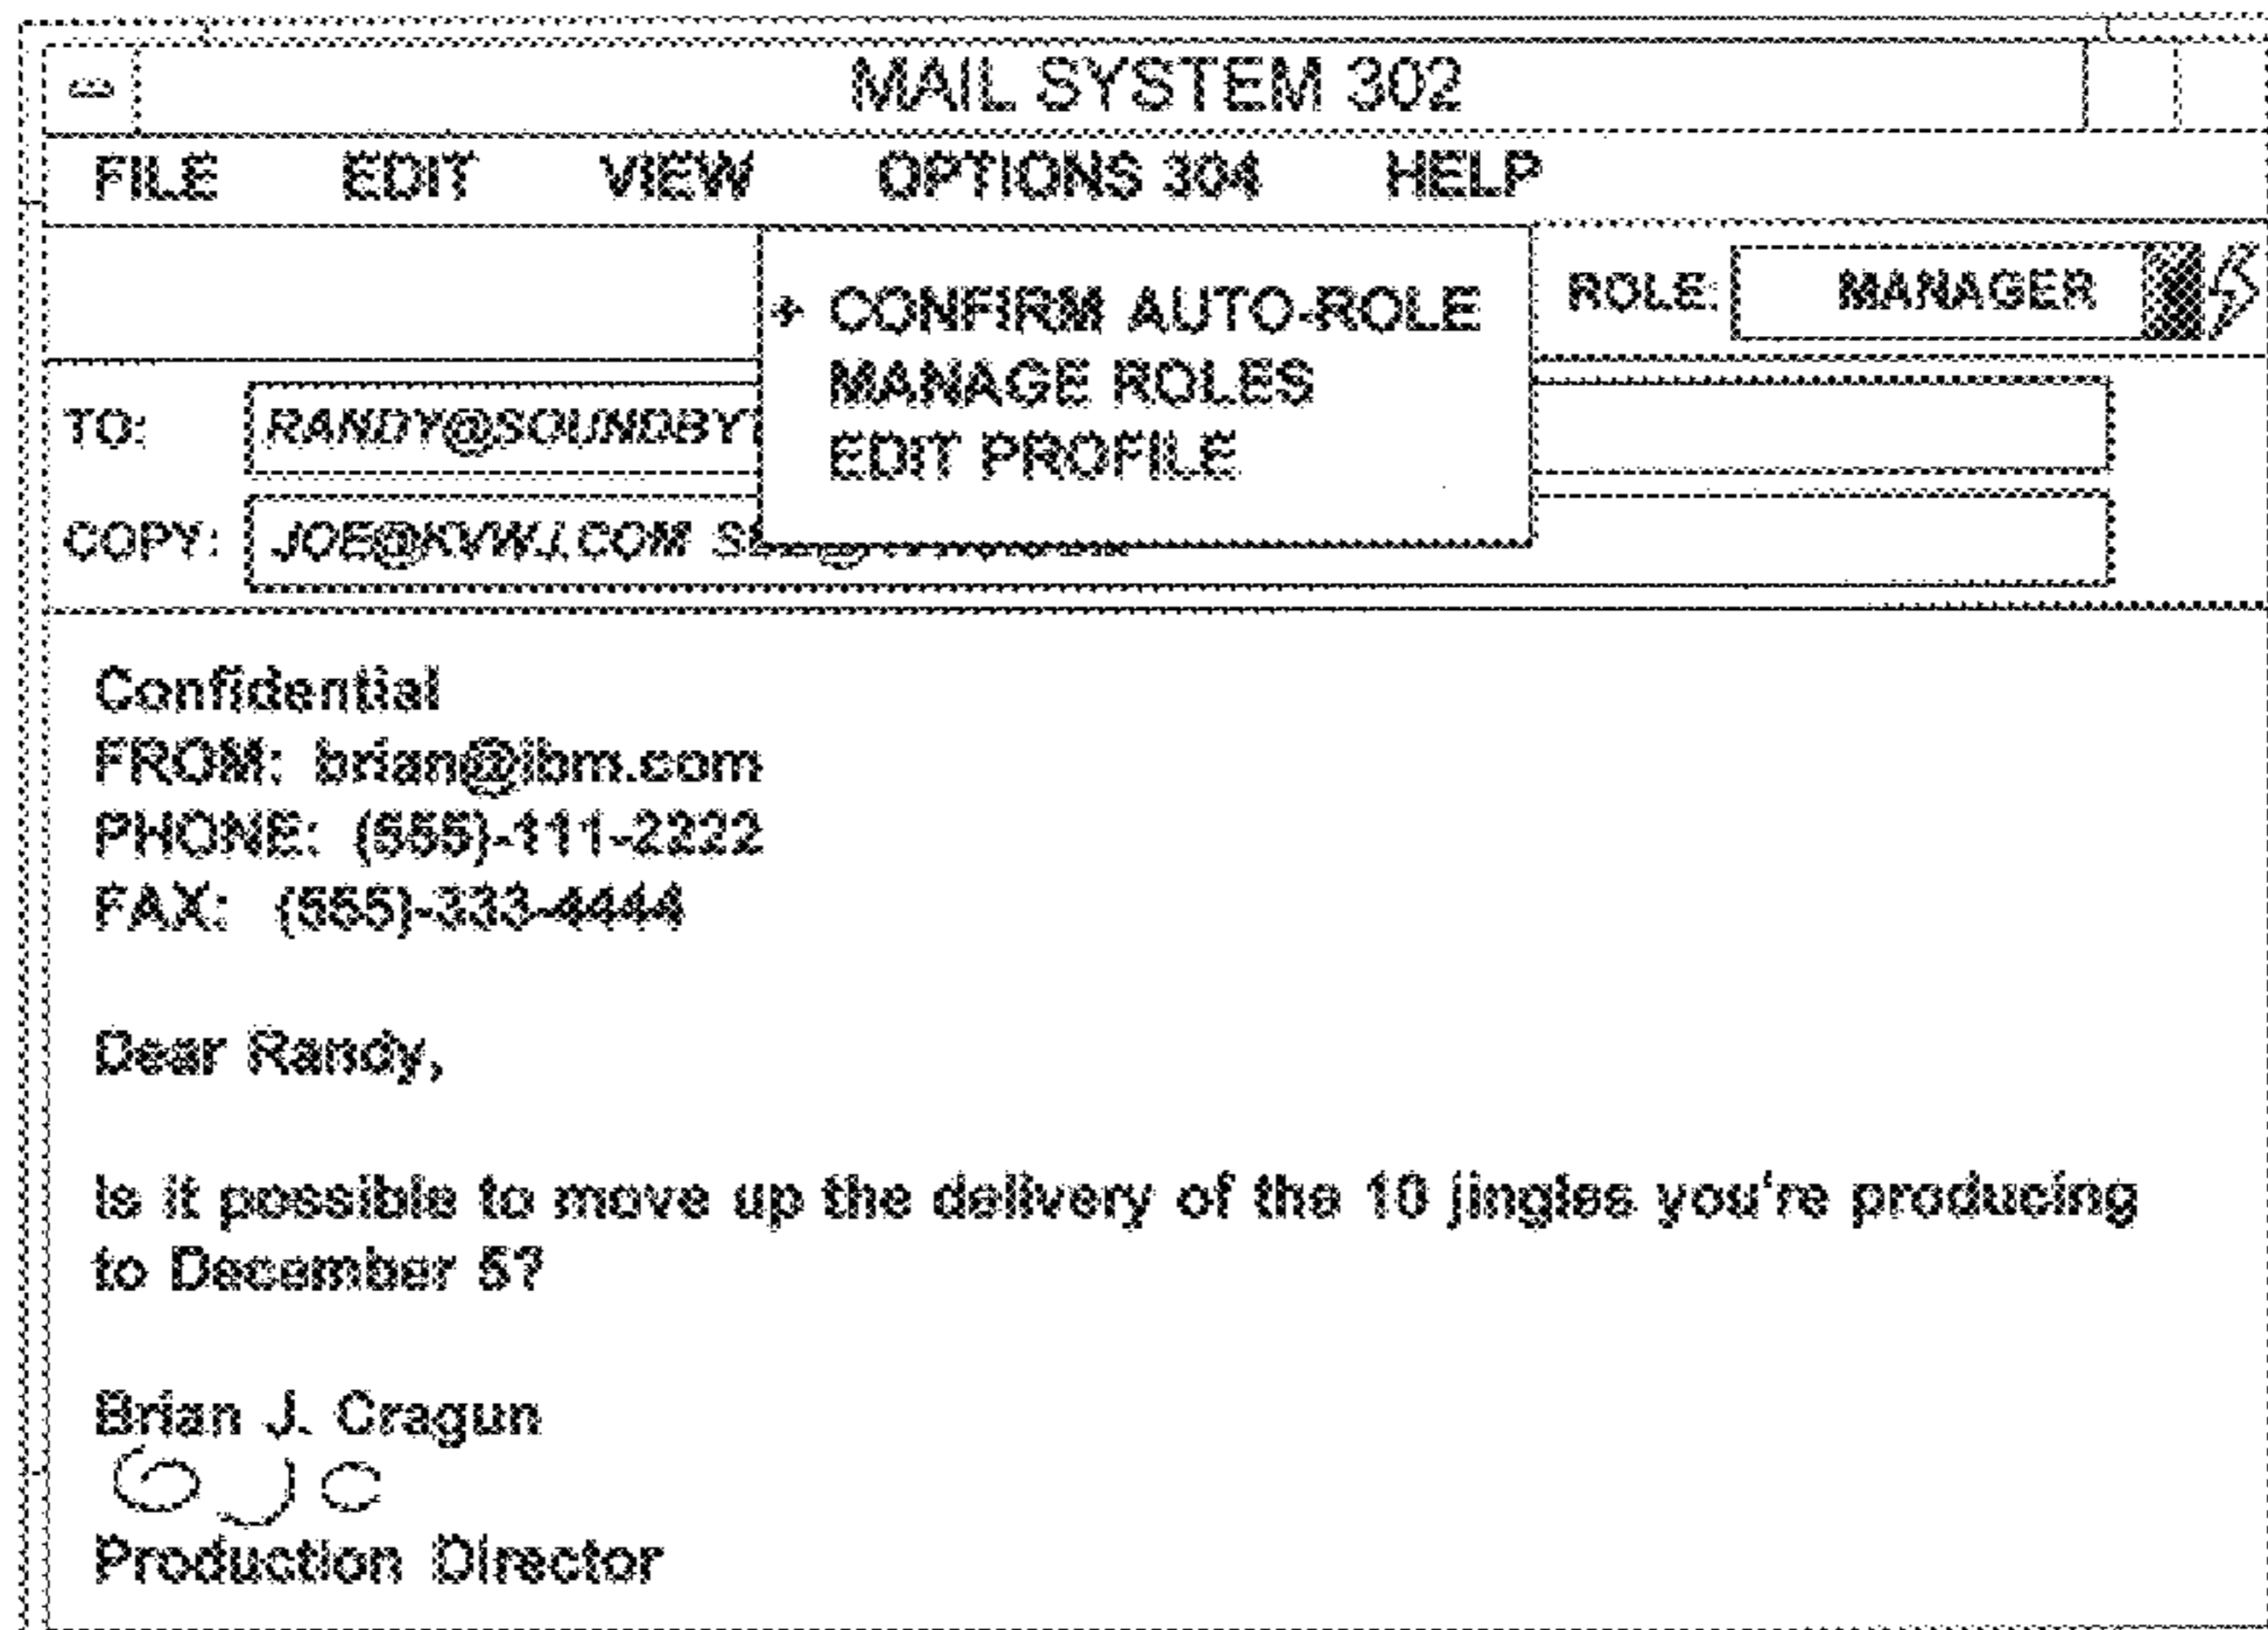 MAIL SYSTEM 302
FILE EDIT VIEW OPTIONS 304 HELP
CONFIRM AUTO-ROLE
MANAGE ROLES
EDIT PROFILE
ROLE: MANAGER
TO: RANDY@SOUNDBY
COPY: JOE@KVWJ.COM
Confidential
FROM: brian@ibm.com
PHONE: (555)-111-2222
FAX: (555)-333-4444
Dear Randy,
Is it possible to move up the delivery of the 10 jingles you're producing
to December 5?
Brian J. Cragun
BJC
Production Director